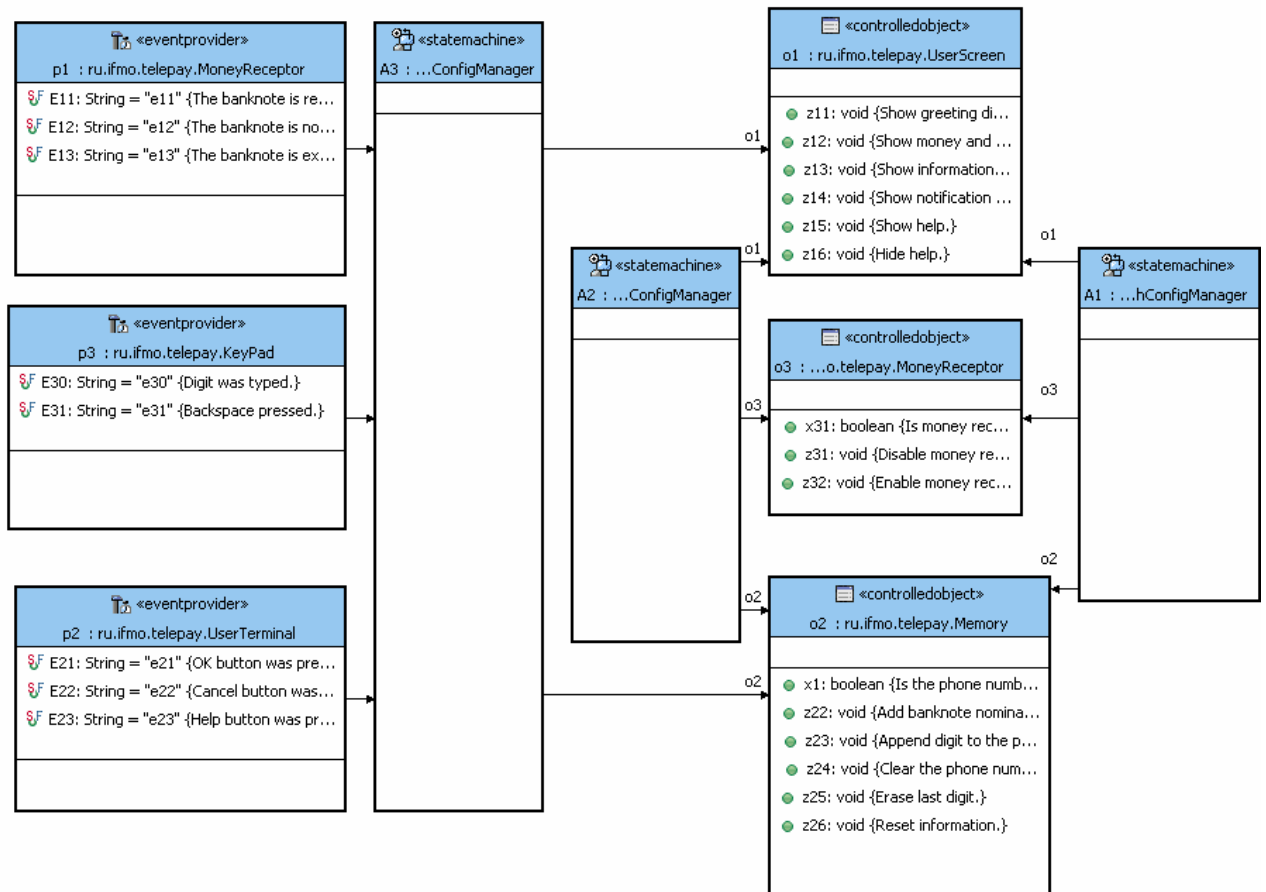 «eventprovider»
p1 : ru.ifmo.telepay.MoneyReceptor
E11: String = "e11" {The banknote is re...
E12: String = "e12" {The banknote is no...
E13: String = "e13" {The banknote is ex...
«statemachine»
A3 : ...ConfigManager
«controlledobject»
o1 : ru.ifmo.telepay.UserScreen
z11: void {Show greeting di...
z12: void {Show money and ...
z13: void {Show information...
z14: void {Show notification ...
z15: void {Show help.}
z16: void {Hide help.}
o1
o1
o1
«statemachine»
A2 : ...ConfigManager
«statemachine»
A1 : ...hConfigManager
«eventprovider»
p3 : ru.ifmo.telepay.KeyPad
E30: String = "e30" {Digit was typed.}
E31: String = "e31" {Backspace pressed.}
«controlledobject»
o3 : ...o.telepay.MoneyReceptor
x31: boolean {Is money rec...
z31: void {Disable money re...
z32: void {Enable money rec...
o3
o3
«eventprovider»
p2 : ru.ifmo.telepay.UserTerminal
E21: String = "e21" {OK button was pre...
E22: String = "e22" {Cancel button was...
E23: String = "e23" {Help button was pr...
o2
o2
o2
«controlledobject»
o2 : ru.ifmo.telepay.Memory
x1: boolean {Is the phone numb...
z22: void {Add banknote nomina...
z23: void {Append digit to the p...
z24: void {Clear the phone num...
z25: void {Erase last digit.}
z26: void {Reset information.}